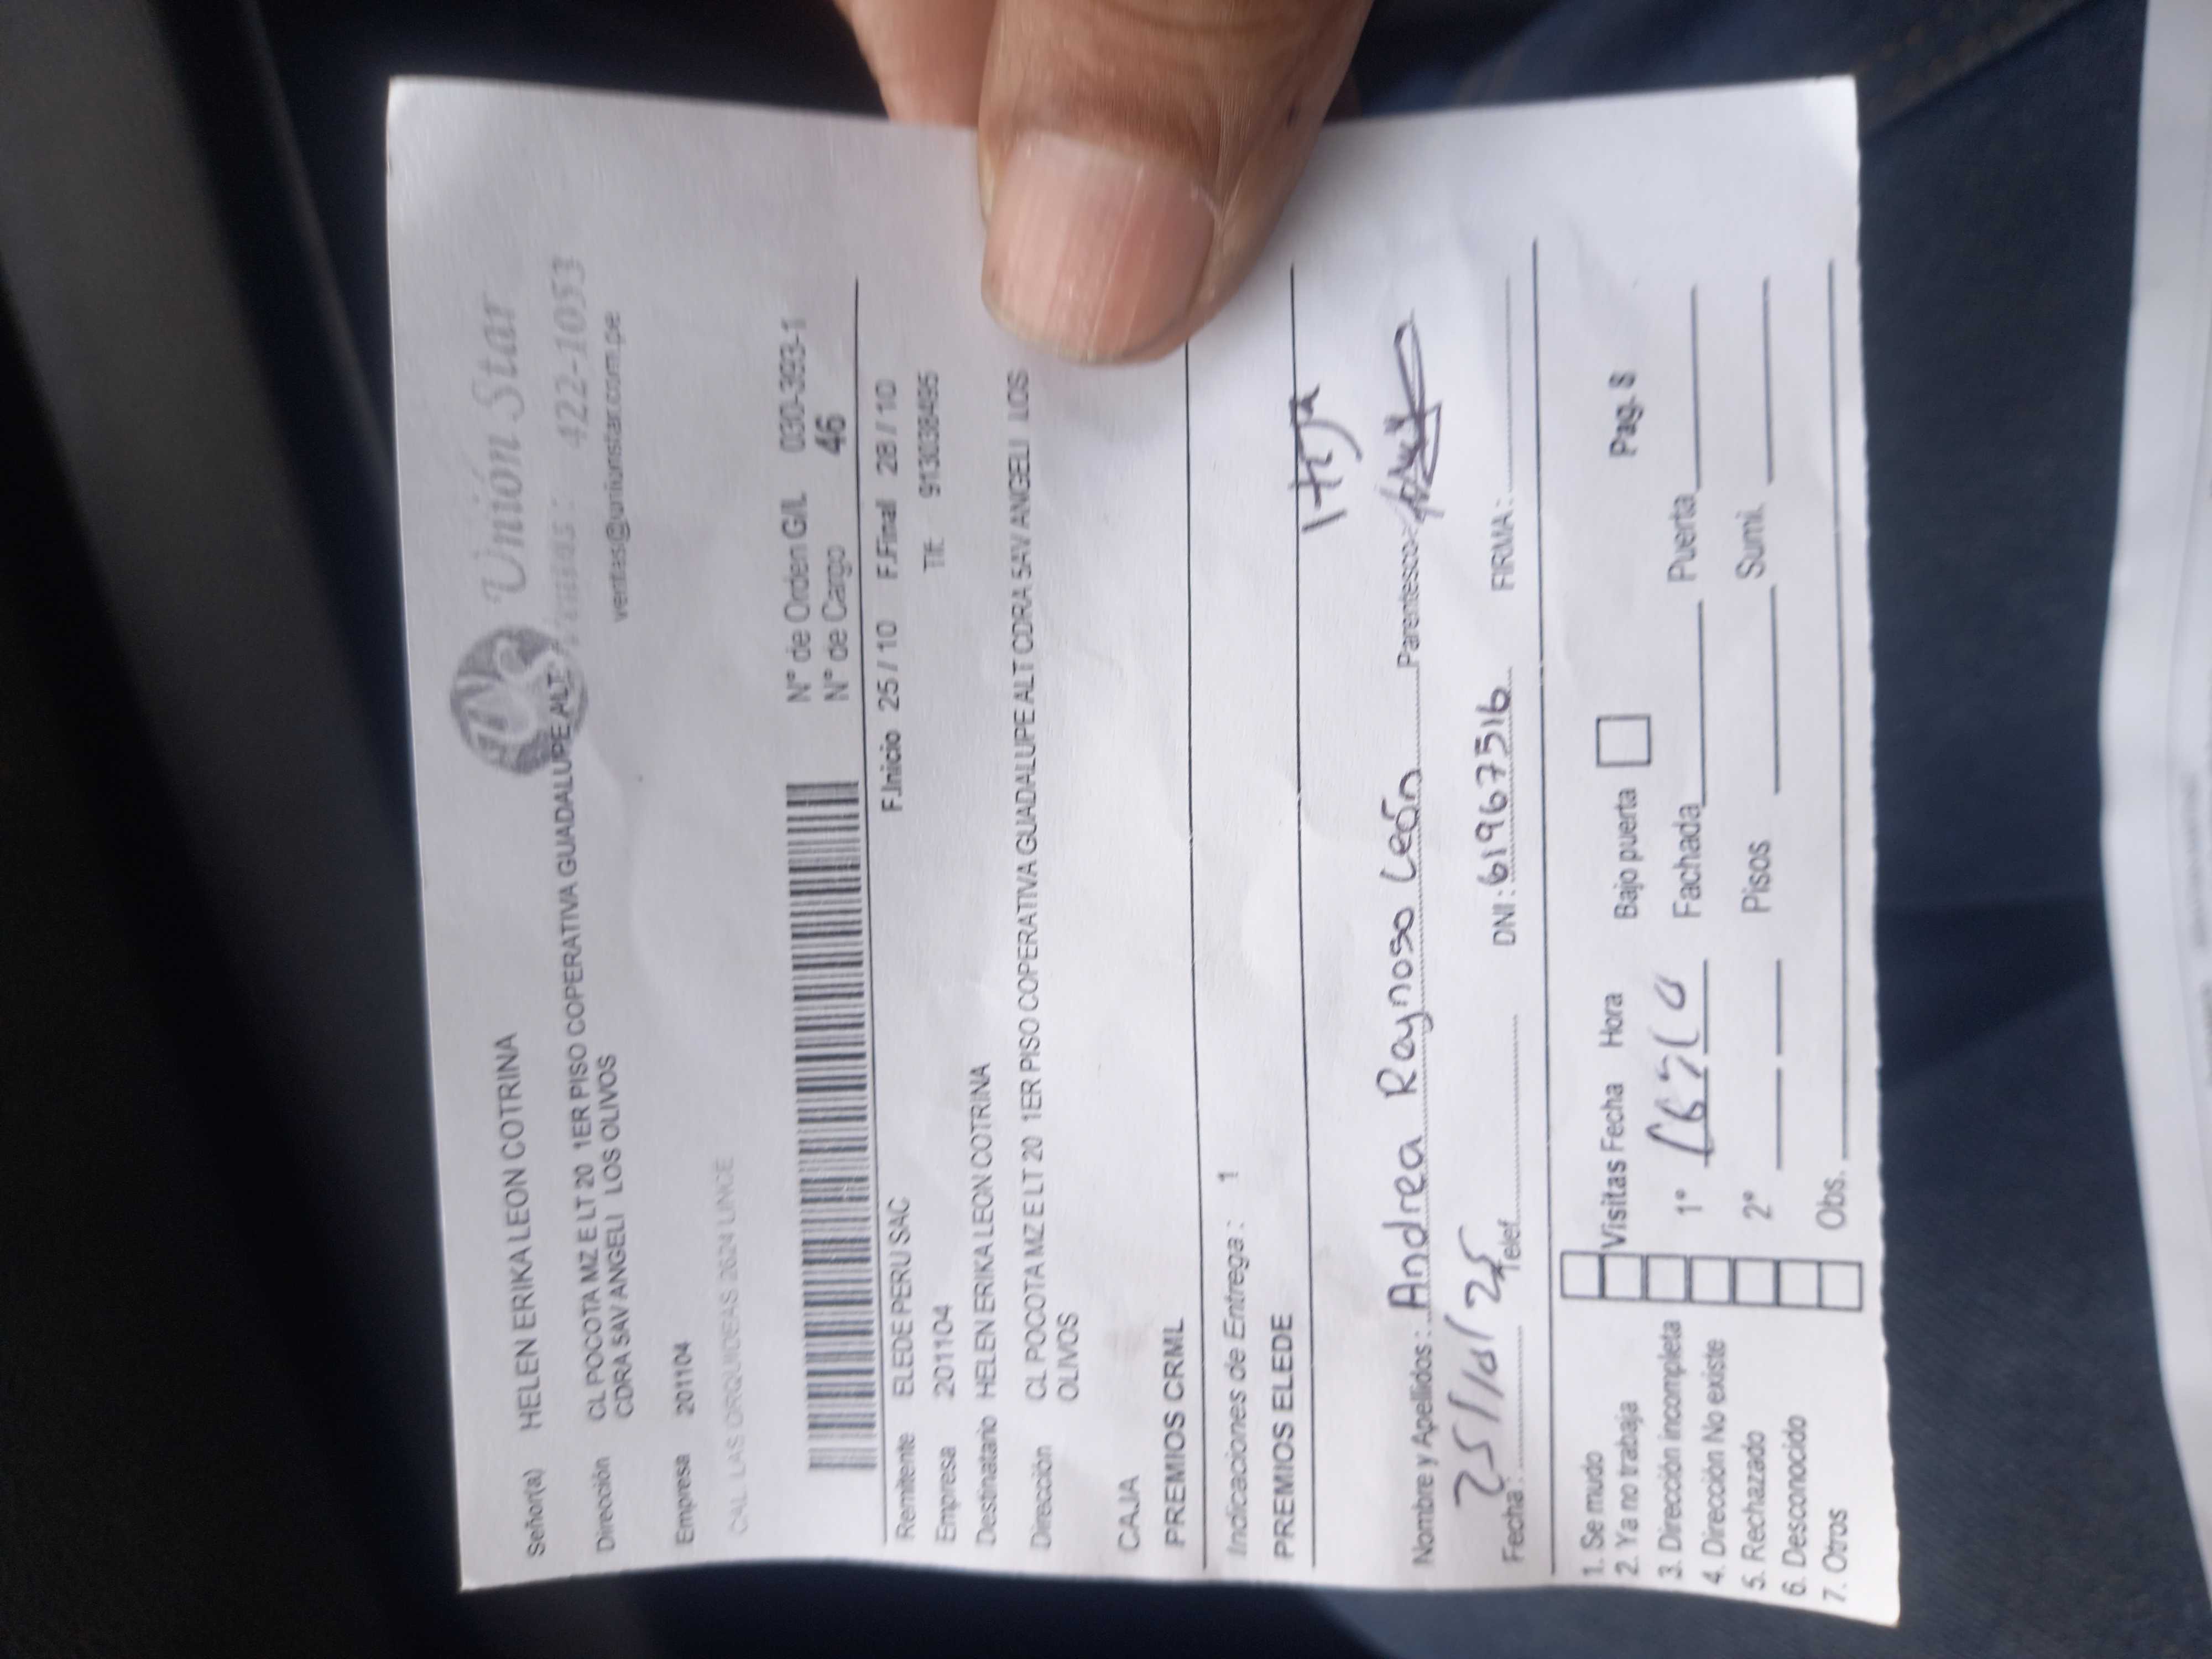 Unión Star
Ventas: 422-1053
ventas@unionstar.com.pe
Señor(a) HELEN ERIKA LEON COTRINA
Dirección CL POCOTA MZ E LT 20 1ER PISO COPERATIVA GUADALUPE ALT
CDRA 5AV ANGELI LOS OLIVOS
Empresa 201104
CAL. LAS ORQUIDEAS 2624 LINCE
N° de Orden G/L 030-393-1
N° de Cargo 46
F.Inicio 25 / 10 F.Final 28 / 10
Remitente ELEDE PERU SAC
Empresa 201104 Tlf: 913038495
Destinatario HELEN ERIKA LEON COTRINA
Dirección CL POCOTA MZ E LT 20 1ER PISO COPERATIVA GUADALUPE ALT CDRA 5AV ANGELI LOS
OLIVOS
CAJA
PREMIOS CRML
Indicaciones de Entrega : 1
PREMIOS ELEDE
Hija
Nombre y Apellidos : Andrea Raynoso León Parentesco
25/10/25
Fecha : Telef. DNI : 61967516 FIRMA :
1. Se mudo
2. Ya no trabaja
3. Dirección incompleta
4. Dirección No existe
5. Rechazado
6. Desconocido
7. Otros
Visitas Fecha Hora Bajo puerta Pag. 8
1° Fachada Puerta
2° Pisos Sumi.
Obs.